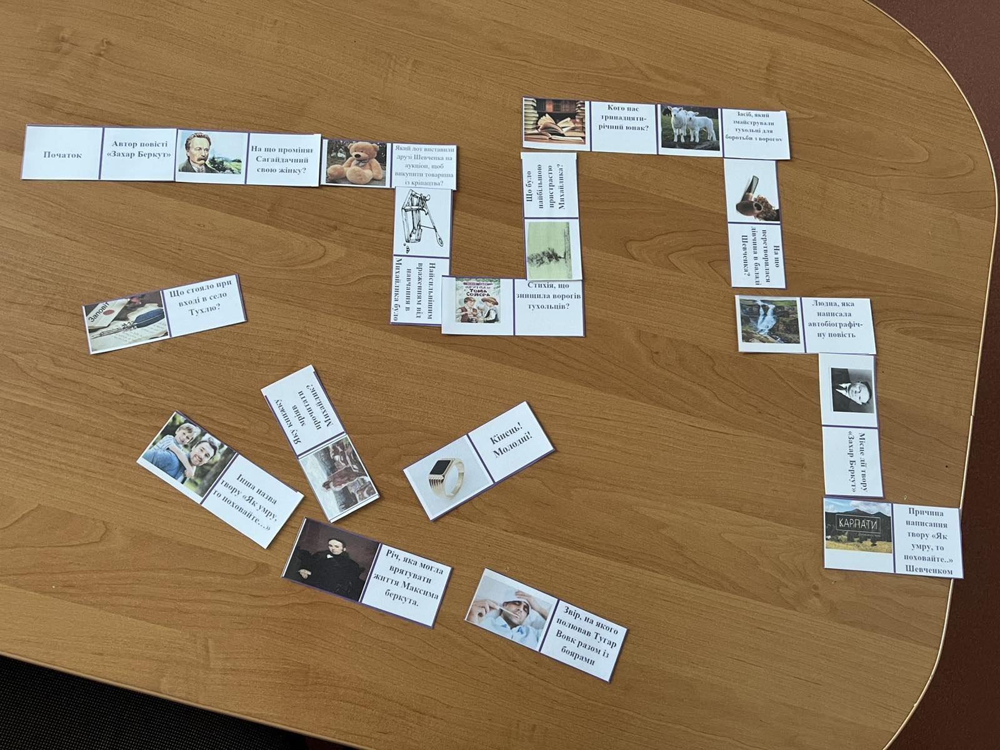 Початок
Автор повісті
«Захар Беркут»
На що проміняв
Сагайдачний
свою жінку?
Який лот виставили
друзі Шевченка на
аукціон, щоб
викупити товариша
із кріпацтва?
Найсильнішим
враженням від
навчання в
Михайлика було
ПРИГОДИ
ТОМА
СОЙЄРА
Стихія, що
знищила ворогів
тухольців?
Що було
найбільшою
пристрастю
Михайлика?
Кого пас
тринадцяти-
річний юнак?
Засіб, який
змайстрували
тухольці для
боротьби з ворогом
На що
перетворилася
дівчина в баладі
Шевченка?
Людина, яка
написала
автобіографіч-
ну повість
Місце дії твору
«Захар Беркут»
КАРПАТИ
Причина
написання
твору «Як
умру, то
поховайте..»
Шевченком
Заповіт
Що стояло при
вході в село
Тухлю?
Яку книжку
мріяв
прочитати
Михайлик?
Інша назва
твору «Як умру,
то поховайте…»
Кінець!
Молодці!
Річ, яка могла
врятувати
життя Максима
беркута.
Звір, на якого
полював Тугар
Вовк разом із
боярами